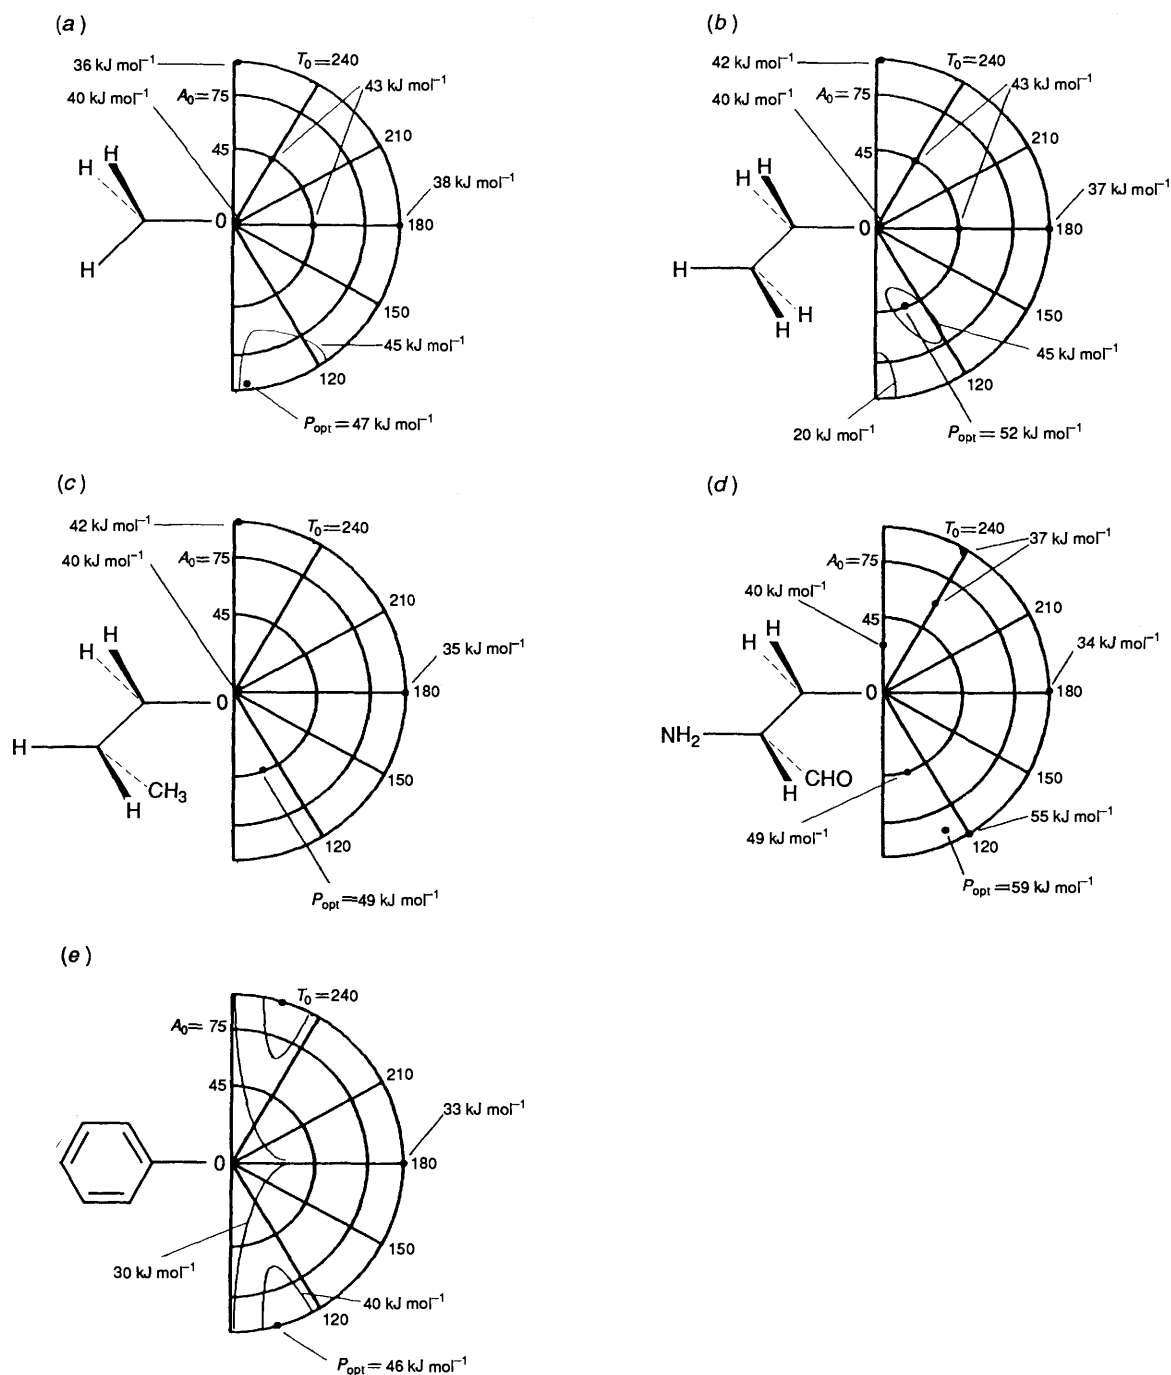 (a)
36 kJ mol⁻¹
T₀=240
40 kJ mol⁻¹
A₀=75
43 kJ mol⁻¹
45
210
H
H
38 kJ mol⁻¹
0
180
H
150
45 kJ mol⁻¹
120
Pₒₚₜ=47 kJ mol⁻¹
(b)
42 kJ mol⁻¹
T₀=240
40 kJ mol⁻¹
A₀=75
43 kJ mol⁻¹
45
210
H
H
37 kJ mol⁻¹
0
180
H
H
H
150
45 kJ mol⁻¹
120
20 kJ mol⁻¹
Pₒₚₜ=52 kJ mol⁻¹
(c)
42 kJ mol⁻¹
T₀=240
40 kJ mol⁻¹
A₀=75
45
210
H
H
35 kJ mol⁻¹
0
180
H
H
CH₃
150
120
Pₒₚₜ=49 kJ mol⁻¹
(d)
T₀=240
37 kJ mol⁻¹
A₀=75
40 kJ mol⁻¹
45
210
H
H
34 kJ mol⁻¹
0
180
NH₂
H
CHO
150
49 kJ mol⁻¹
55 kJ mol⁻¹
120
Pₒₚₜ=59 kJ mol⁻¹
(e)
T₀=240
A₀=75
45
210
33 kJ mol⁻¹
0
180
150
30 kJ mol⁻¹
40 kJ mol⁻¹
120
Pₒₚₜ=46 kJ mol⁻¹